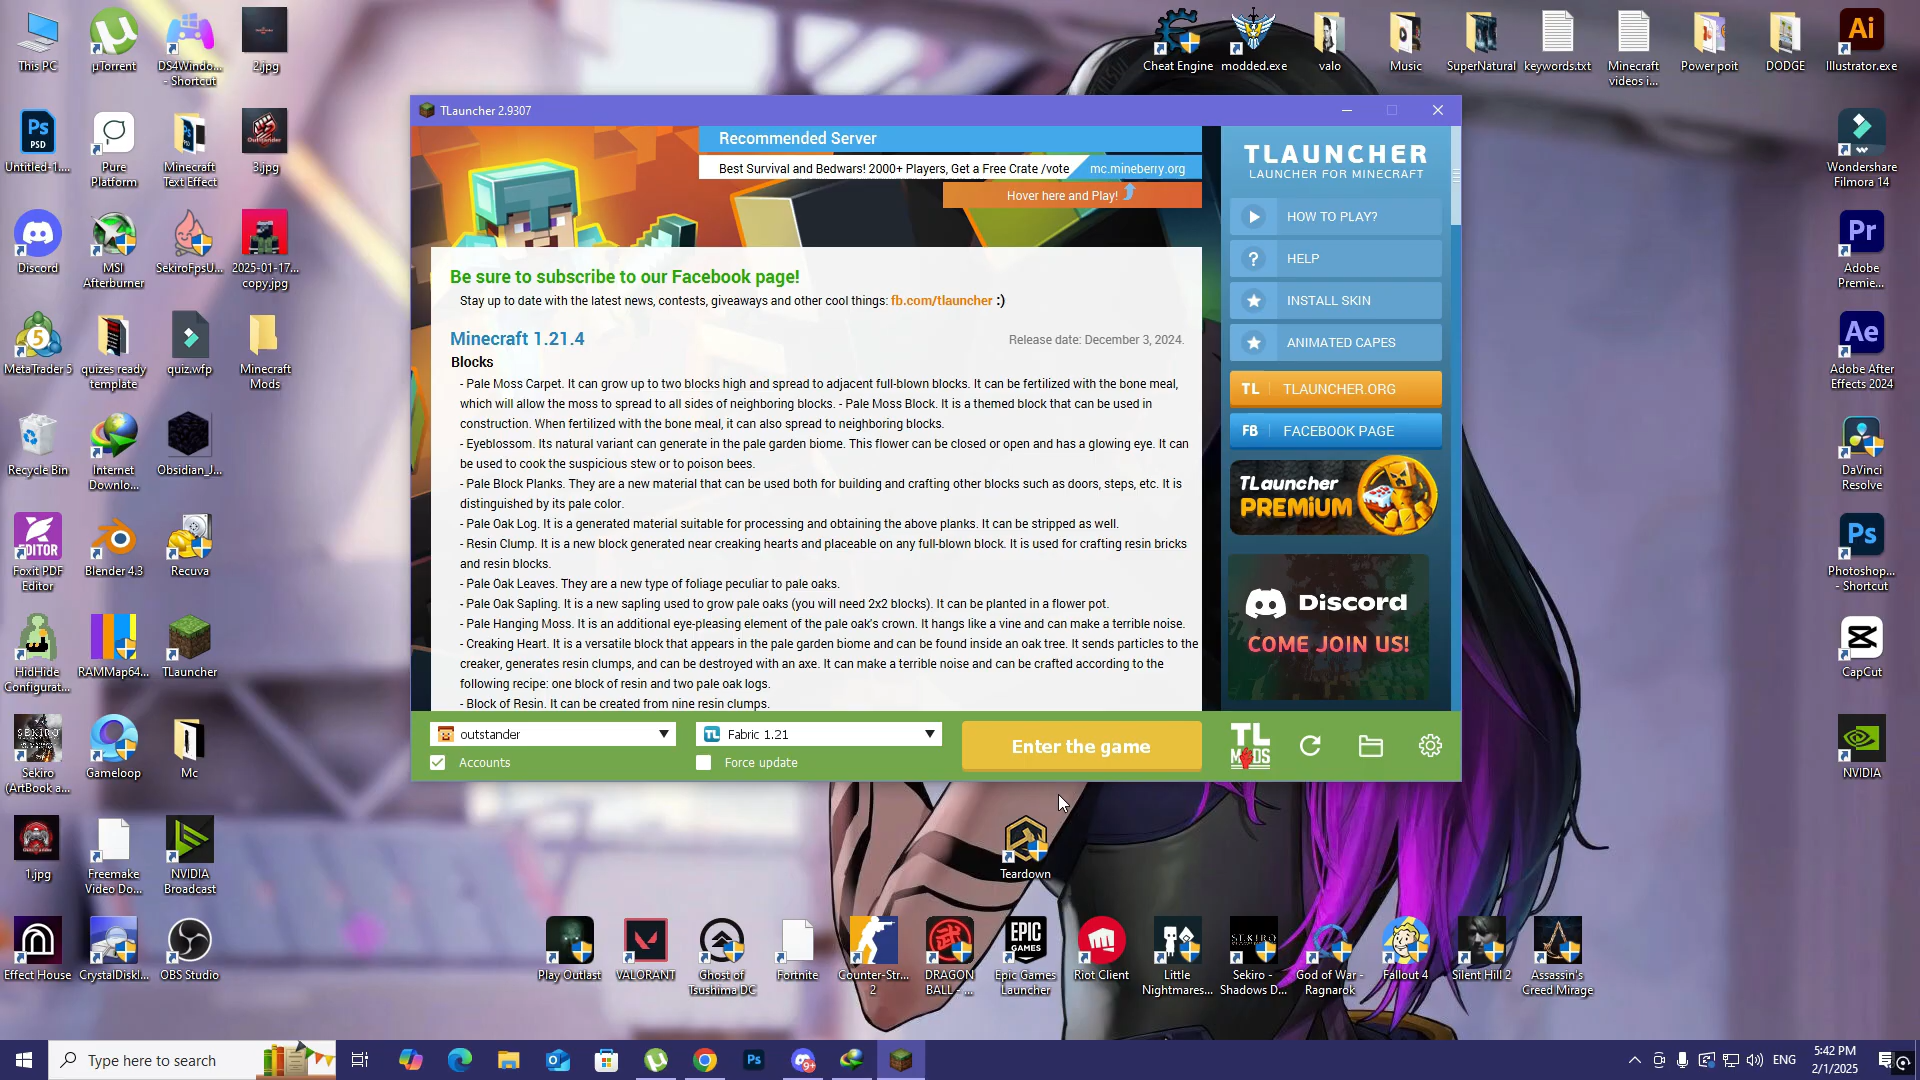 This PC
µTorrent
DS4Windo...
- Shortcut
2.jpg
Cheat Engine
modded.exe
valo
Music
SuperNatural
keywords.txt
Minecraft
videos i...
Power.poit
DODGE
Ai
Illustrator.exe
Ps
PSD
Untitled-1....
Pure
Platform
Minecraft
Text Effect
3.jpg
Wondershare
Filmora 14
Discord
MSI
Afterburner
SekiroFpsU...
2025-01-17...
copy.jpg
Pr
Adobe
Premie...
5
MetaTrader 5
quizes ready
template
quiz.wfp
Minecraft
Mods
Ae
Adobe After
Effects 2024
Recycle Bin
Internet
Downlo...
Obsidian_J...
DaVinci
Resolve
EDITOR
Foxit PDF
Editor
Blender 4.3
Recuva
Ps
Photoshop...
- Shortcut
HidHide
Configurat...
RAMMap64...
TLauncher
CapCut
SEKIRO
Sekiro
(ArtBook a...
Gameloop
Mc
NVIDIA
1.jpg
Freemake
Video Do...
NVIDIA
Broadcast
Effect House
CrystalDiskI...
OBS Studio
TLauncher 2.9307
Recommended Server
Best Survival and Bedwars! 2000+ Players, Get a Free Crate /vote
mc.mineberry.org
Hover here and Play!
Be sure to subscribe to our Facebook page!
Stay up to date with the latest news, contests, giveaways and other cool things: fb.com/tlauncher :)
Minecraft 1.21.4
Release date: December 3, 2024.
Blocks
- Pale Moss Carpet. It can grow up to two blocks high and spread to adjacent full-blown blocks. It can be fertilized with the bone meal,
which will allow the moss to spread to all sides of neighboring blocks. - Pale Moss Block. It is a themed block that can be used in
construction. When fertilized with the bone meal, it can also spread to neighboring blocks.
- Eyeblossom. Its natural variant can generate in the pale garden biome. This flower can be closed or open and has a glowing eye. It can
be used to cook the suspicious stew or to poison bees.
- Pale Block Planks. They are a new material that can be used both for building and crafting other blocks such as doors, steps, etc. It is
distinguished by its pale color.
- Pale Oak Log. It is a generated material suitable for processing and obtaining the above planks. It can be stripped as well.
- Resin Clump. It is a new block generated near creaking hearts and placeable on any full-blown block. It is used for crafting resin bricks
and resin blocks.
- Pale Oak Leaves. They are a new type of foliage peculiar to pale oaks.
- Pale Oak Sapling. It is a new sapling used to grow pale oaks (you will need 2x2 blocks). It can be planted in a flower pot.
- Pale Hanging Moss. It is an additional eye-pleasing element of the pale oak's crown. It hangs like a vine and can make a terrible noise.
- Creaking Heart. It is a versatile block that appears in the pale garden biome and can be found inside an oak tree. It sends particles to the
creaker, generates resin clumps, and can be destroyed with an axe. It can make a terrible noise and can be crafted according to the
following recipe: one block of resin and two pale oak logs.
- Block of Resin. It can be created from nine resin clumps.
TLAUNCHER
LAUNCHER FOR MINECRAFT
HOW TO PLAY?
? HELP
INSTALL SKIN
ANIMATED CAPES
TL TLAUNCHER.ORG
FB FACEBOOK PAGE
TLauncher
PREMiUM
Discord
COME JOIN US!
outstander
TL Fabric 1.21
Enter the game
TL
MODS
Accounts
Force update
Teardown
EPIC
GAMES
Play Outlast
VALORANT
Ghost of
Tsushima DC
Fortnite
Counter-Str...
2
DRAGON
BALL - ...
Epic Games
Launcher
Riot Client
Little
Nightmares...
SEKIRO
Sekiro -
Shadows D...
God of War -
Ragnarok
Fallout 4
Silent Hill 2
Assassin's
Creed Mirage
Type here to search
Ps
9+
ENG
5:42 PM
2/1/2025